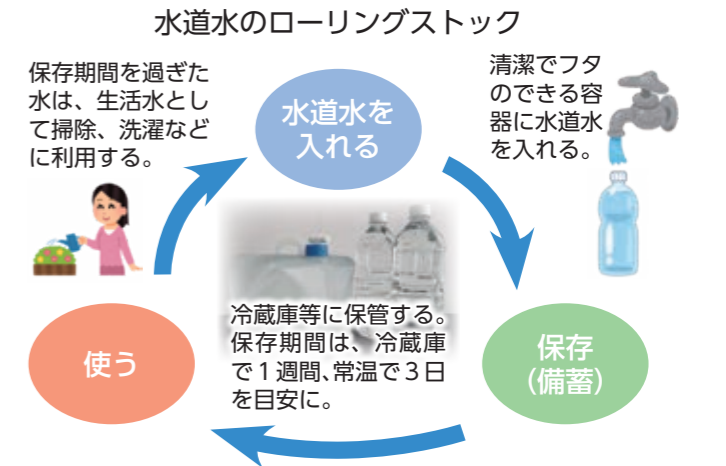 水道水のローリングストック
保存期間を過ぎた
水は、生活水とし
て掃除、洗濯など
に利用する。
水道水を
入れる
清潔でフタ
のできる容
器に水道水
を入れる。
冷蔵庫等に保管する。
保存期間は、冷蔵庫
で1週間、常温で3日
を目安に。
保存
(備蓄)
使う